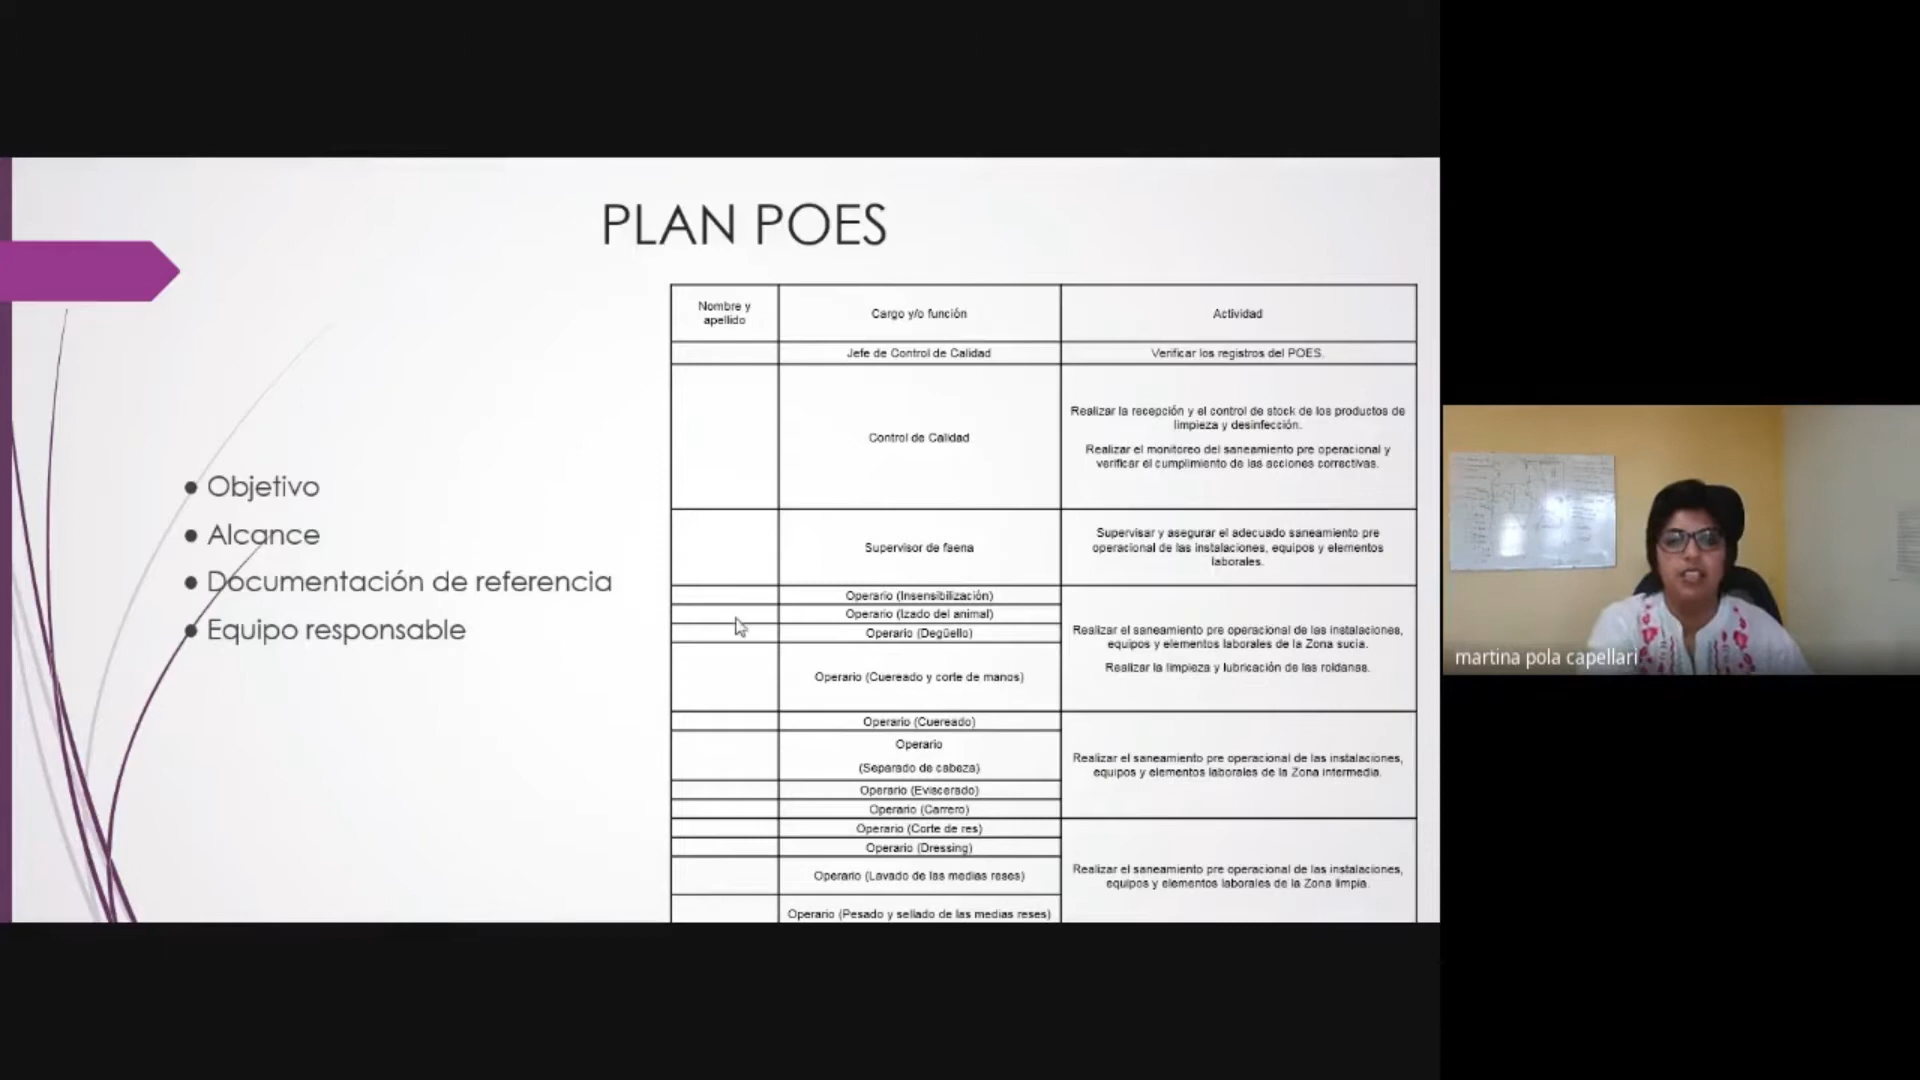 PLAN POES
Objetivo
Alcance
Documentación de referencia
Equipo responsable
Nombre y
apellido
Cargo y/o función
Actividad
Jefe de Control de Calidad
Verificar los registros del POES.
Control de Calidad
Realizar la recepción y el control de stock de los productos de
limpieza y desinfección.
Realizar el monitoreo del saneamiento pre operacional y
verificar el cumplimiento de las acciones correctivas.
Supervisor de faena
Supervisar y asegurar el adecuado saneamiento pre
operacional de las instalaciones, equipos y elementos
laborales.
Operario (Insensibilización)
Operario (Izado del animal)
Operario (Degüello)
Operario (Cuereado y corte de manos)
Realizar el saneamiento pre operacional de las instalaciones,
equipos y elementos laborales de la Zona sucia.
Realizar la limpieza y lubricación de las roldanas.
Operario (Cuereado)
Operario
(Separado de cabeza)
Operario (Eviscerado)
Operario (Carrero)
Realizar el saneamiento pre operacional de las instalaciones,
equipos y elementos laborales de la Zona intermedia.
Operario (Corte de res)
Operario (Dressing)
Operario (Lavado de las medias reses)
Operario (Pesado y sellado de las medias reses)
Realizar el saneamiento pre operacional de las instalaciones,
equipos y elementos laborales de la Zona limpia.
martina pola capellari